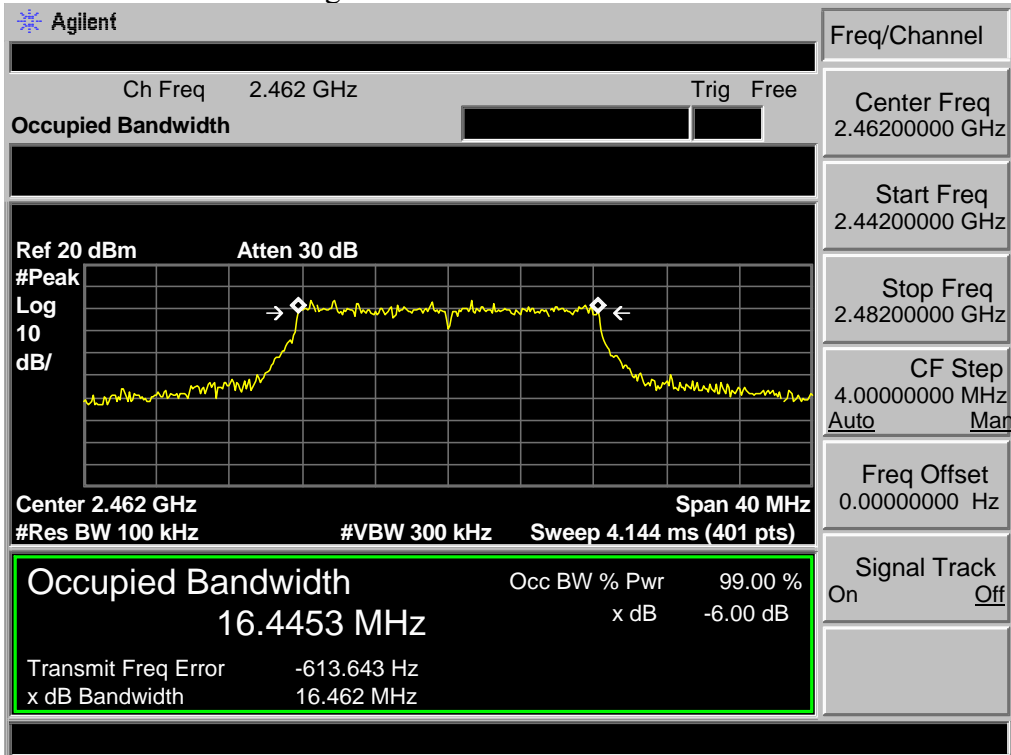 Agilent
Freq/Channel
Ch Freq 2.462 GHz Trig Free
Occupied Bandwidth
Center Freq
2.46200000 GHz
Start Freq
2.44200000 GHz
Stop Freq
2.48200000 GHz
CF Step
4.00000000 MHz
Auto Man
Freq Offset
0.00000000 Hz
Signal Track
On Off
Ref 20 dBm Atten 30 dB
#Peak
Log
10
dB/
Center 2.462 GHz Span 40 MHz
#Res BW 100 kHz #VBW 300 kHz Sweep 4.144 ms (401 pts)
Occupied Bandwidth Occ BW % Pwr 99.00 %
16.4453 MHz x dB -6.00 dB
Transmit Freq Error -613.643 Hz
x dB Bandwidth 16.462 MHz